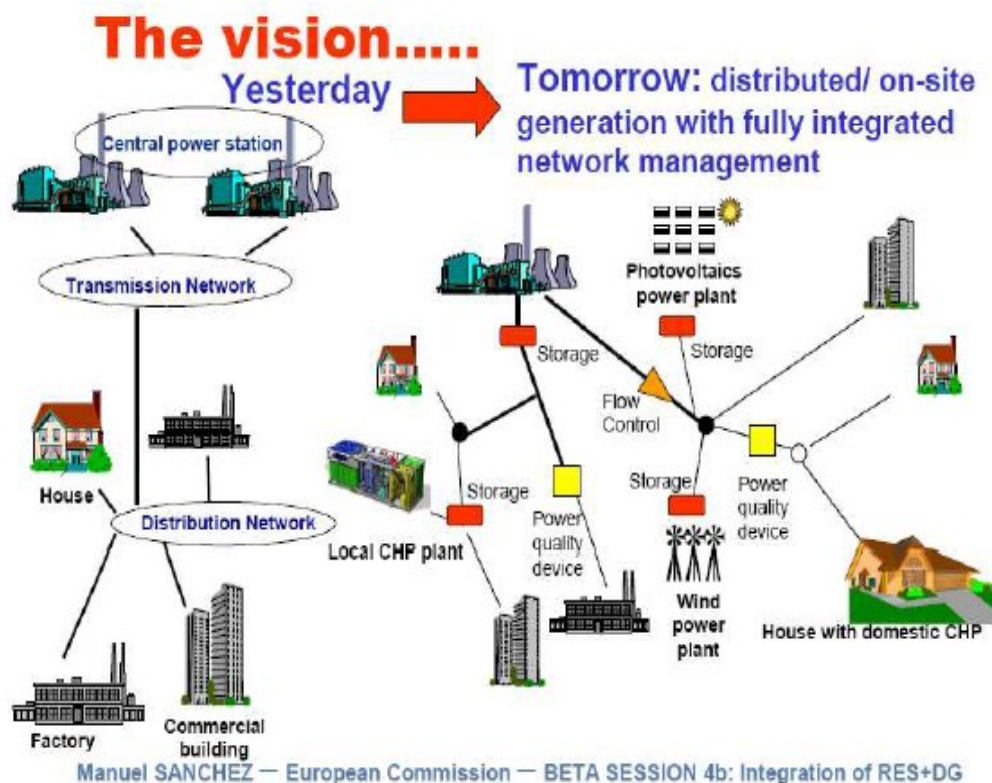 The vision.....
Yesterday
Tomorrow: distributed/ on-site
generation with fully integrated
network management
Central power station
Transmission Network
House
Distribution Network
Factory
Commercial
building
Photovoltaics
power plant
Storage
Storage
Flow
Control
Storage
Local CHP plant
Power
quality
device
Storage
Wind
power
plant
Power
quality
device
House with domestic CHP
Manuel SANCHEZ — European Commission — BETA SESSION 4b: Integration of RES+DG